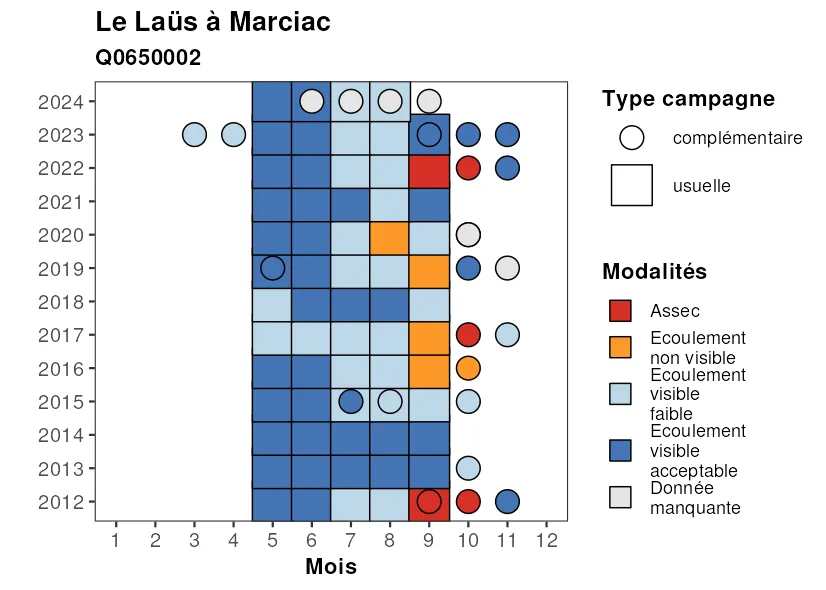 Le Laüs à Marciac
Q0650002
2024
2023
2022
2021
2020
2019
2018
2017
2016
2015
2014
2013
2012
1 2 3 4 5 6 7 8 9 10 11 12
Mois
Type campagne
complémentaire
usuelle
Modalités
Assec
Ecoulement
non visible
Ecoulement
visible
faible
Ecoulement
visible
acceptable
Donnée
manquante